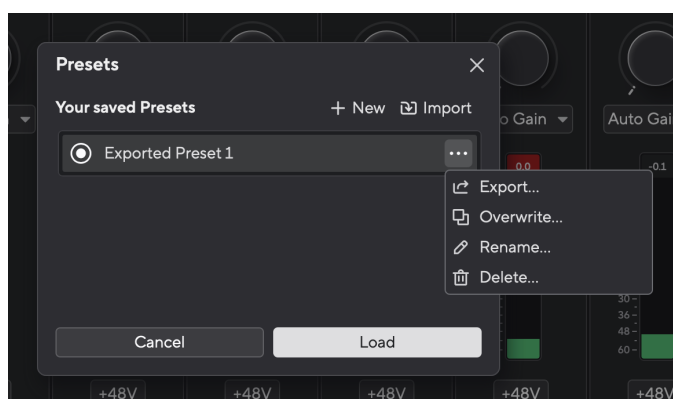 Presets
Your saved Presets
New
Import
Exported Preset 1
Export...
Overwrite...
Rename...
Delete...
Cancel
Load
o Gain
Auto Gai
0.0
-0.1
30
36
48
60
+48V
+48V
+48V
+48V
+48V